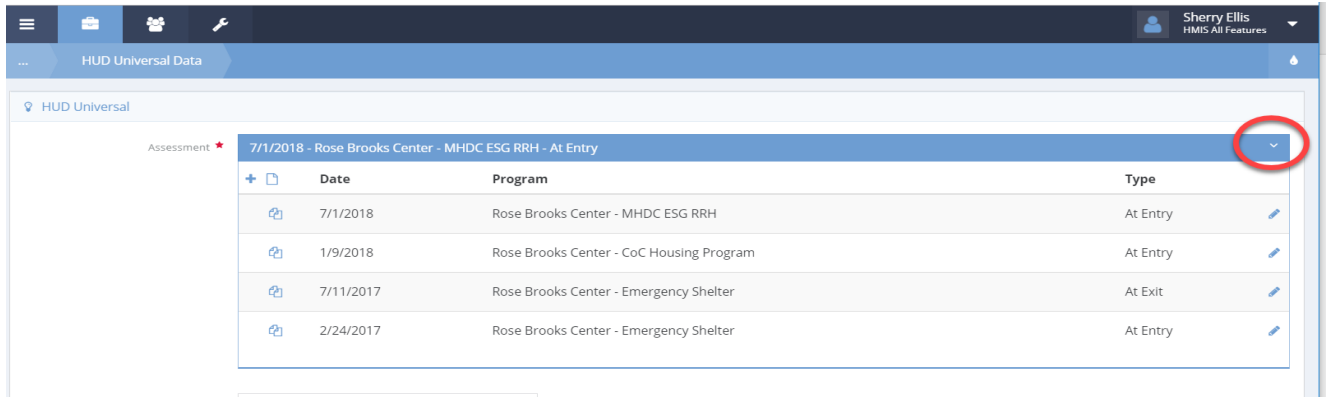 Sherry Ellis
HMIS All Features
... HUD Universal Data
HUD Universal
Assessment 7/1/2018 - Rose Brooks Center - MHDC ESG RRH - At Entry
Date Program Type
7/1/2018 Rose Brooks Center - MHDC ESG RRH At Entry
1/9/2018 Rose Brooks Center - CoC Housing Program At Entry
7/11/2017 Rose Brooks Center - Emergency Shelter At Exit
2/24/2017 Rose Brooks Center - Emergency Shelter At Entry